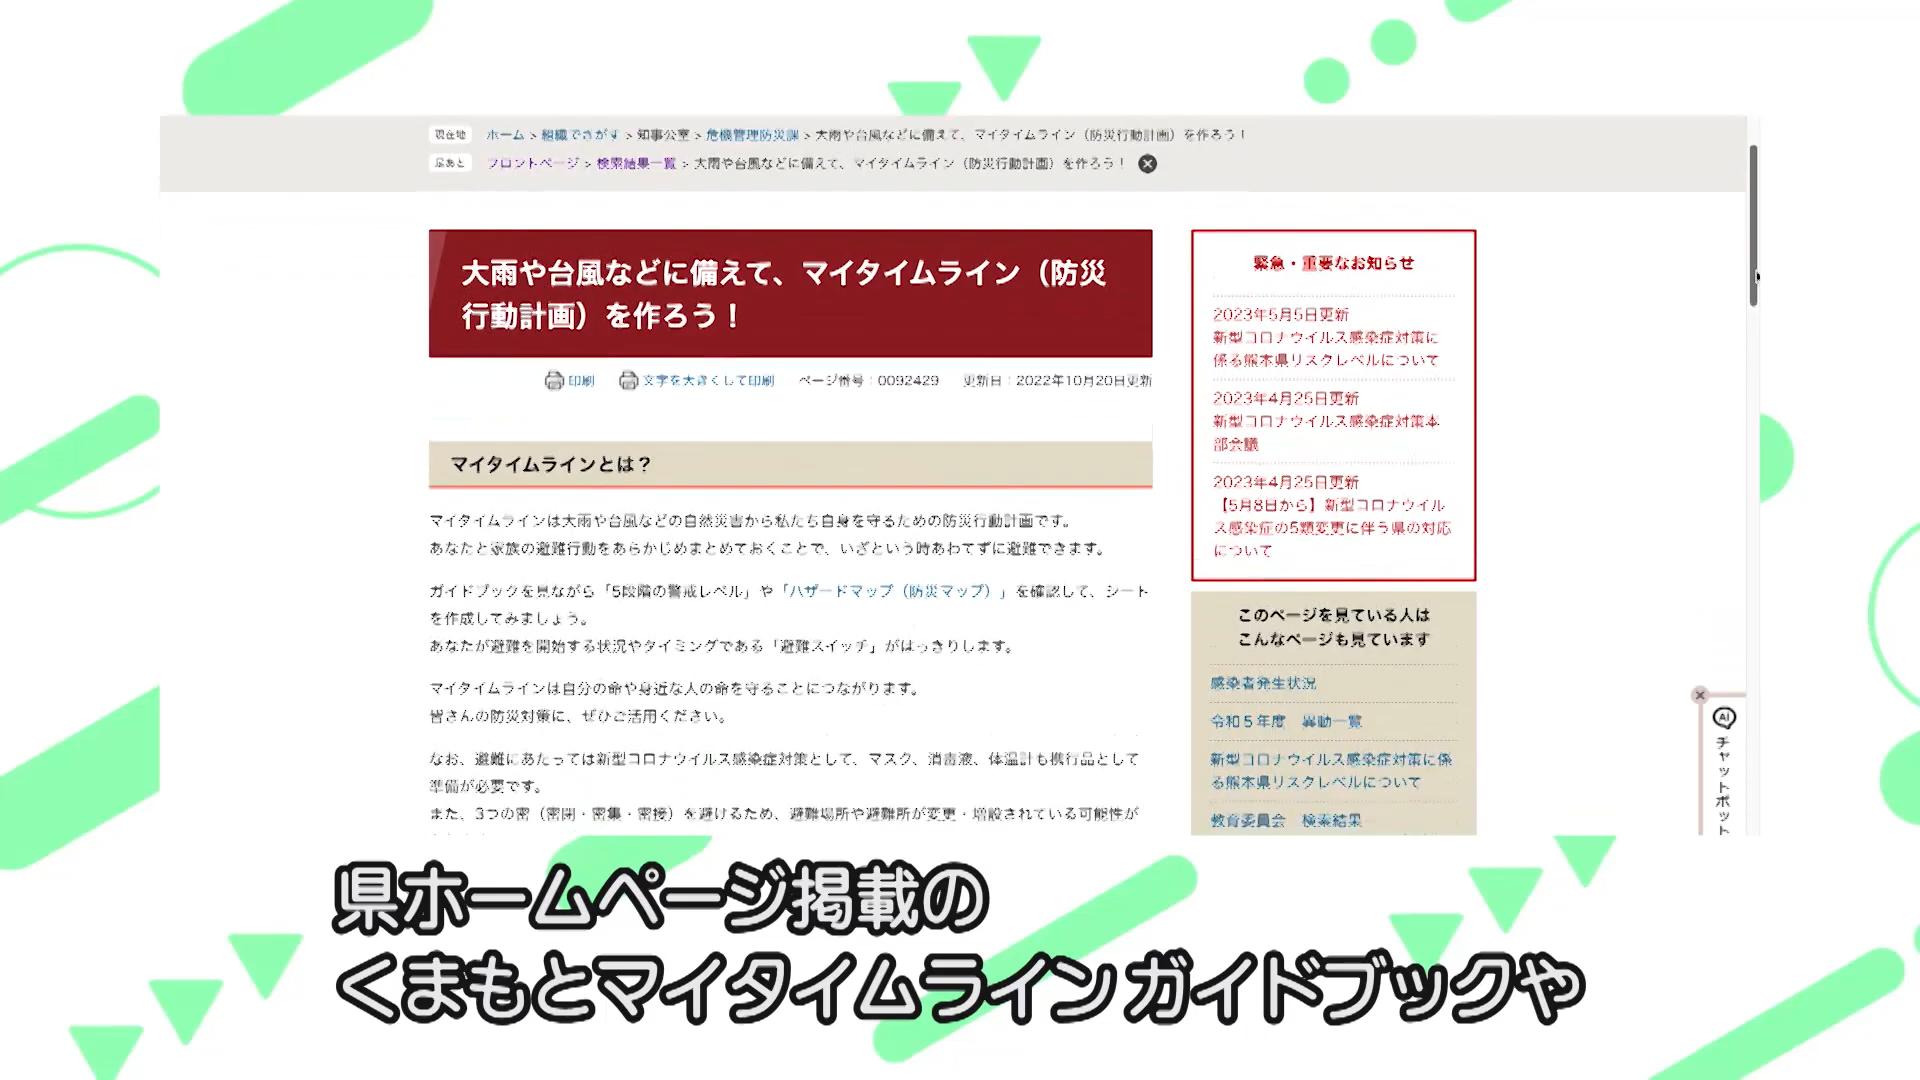 現在地 ホーム > 組織でさがす > 知事公室 > 危機管理防災課 > 大雨や台風などに備えて、マイタイムライン（防災行動計画）を作ろう！
足あと フロントページ > 検索結果一覧 > 大雨や台風などに備えて、マイタイムライン（防災行動計画）を作ろう！
大雨や台風などに備えて、マイタイムライン（防災
行動計画）を作ろう！
印刷 文字を大きくして印刷 ページ番号：0092429 更新日：2022年10月20日更新
マイタイムラインとは？
マイタイムラインは大雨や台風などの自然災害から私たち自身を守るための防災行動計画です。
あなたと家族の避難行動をあらかじめまとめておくことで、いざという時あわてずに避難できます。
ガイドブックを見ながら「5段階の警戒レベル」や「ハザードマップ（防災マップ）」を確認して、シート
を作成してみましょう。
あなたが避難を開始する状況やタイミングである「避難スイッチ」がはっきりします。
マイタイムラインは自分の命や身近な人の命を守ることにつながります。
皆さんの防災対策に、ぜひご活用ください。
なお、避難にあたっては新型コロナウイルス感染症対策として、マスク、消毒液、体温計も携行品として
準備が必要です。
また、3つの密（密閉・密集・密接）を避けるため、避難場所や避難所が変更・増設されている可能性が
緊急・重要なお知らせ
2023年5月5日更新
新型コロナウイルス感染症対策に
係る熊本県リスクレベルについて
2023年4月25日更新
新型コロナウイルス感染症対策本
部会議
2023年4月25日更新
【5月8日から】新型コロナウイル
ス感染症の5類変更に伴う県の対応
について
このページを見ている人は
こんなページも見ています
感染者発生状況
令和５年度 異動一覧
新型コロナウイルス感染症対策に係
る熊本県リスクレベルについて
教育委員会 検索結果
AI
チャットボット
県ホームページ掲載の
くまもとマイタイムラインガイドブックや